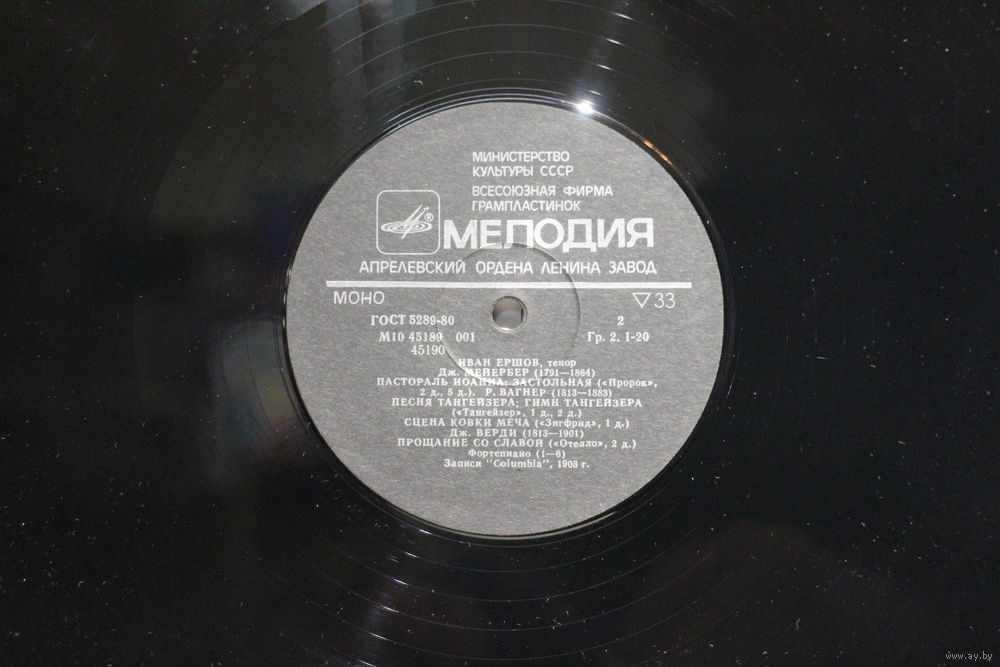 МИНИСТЕРСТВО
КУЛЬТУРЫ СССР
ВСЕСОЮЗНАЯ ФИРМА
ГРАМПЛАСТИНОК
® МЕЛОДИЯ
АПРЕЛЕВСКИЙ ОРДЕНА ЛЕНИНА ЗАВОД
МОНО ▽33
ГОСТ 5289-80 2
М10 45189 001 Гр. 2. 1-20
45190
ИВАН ЕРШОВ, тенор
Дж. МЕЙЕРБЕР (1791—1864)
ПАСТОРАЛЬ ИОАННА; ЗАСТОЛЬНАЯ («Пророк»,
2 д., 5 д.). Р. ВАГНЕР (1813—1883)
ПЕСНЯ ТАНГЕЙЗЕРА; ГИМН ТАНГЕЙЗЕРА
(«Тангейзер», 1 д., 2 д.)
СЦЕНА КОВКИ МЕЧА («Зигфрид», 1 д.)
Дж. ВЕРДИ (1813—1901)
ПРОЩАНИЕ СО СЛАВОЙ («Отелло», 2 д.)
Фортепиано (1—6)
Записи "Columbia", 1903 г.
www.ay.by